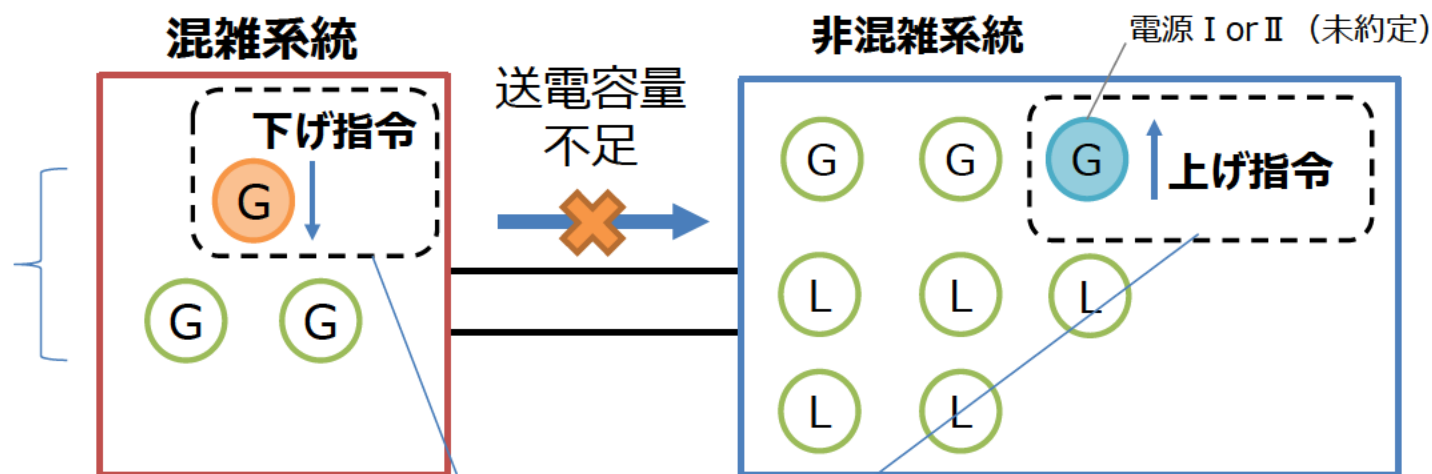 混雑系統
非混雑系統
電源ⅠorⅡ（未約定）
送電容量
不足
下げ指令
G
G G
G G G
上げ指令
L L L
L L